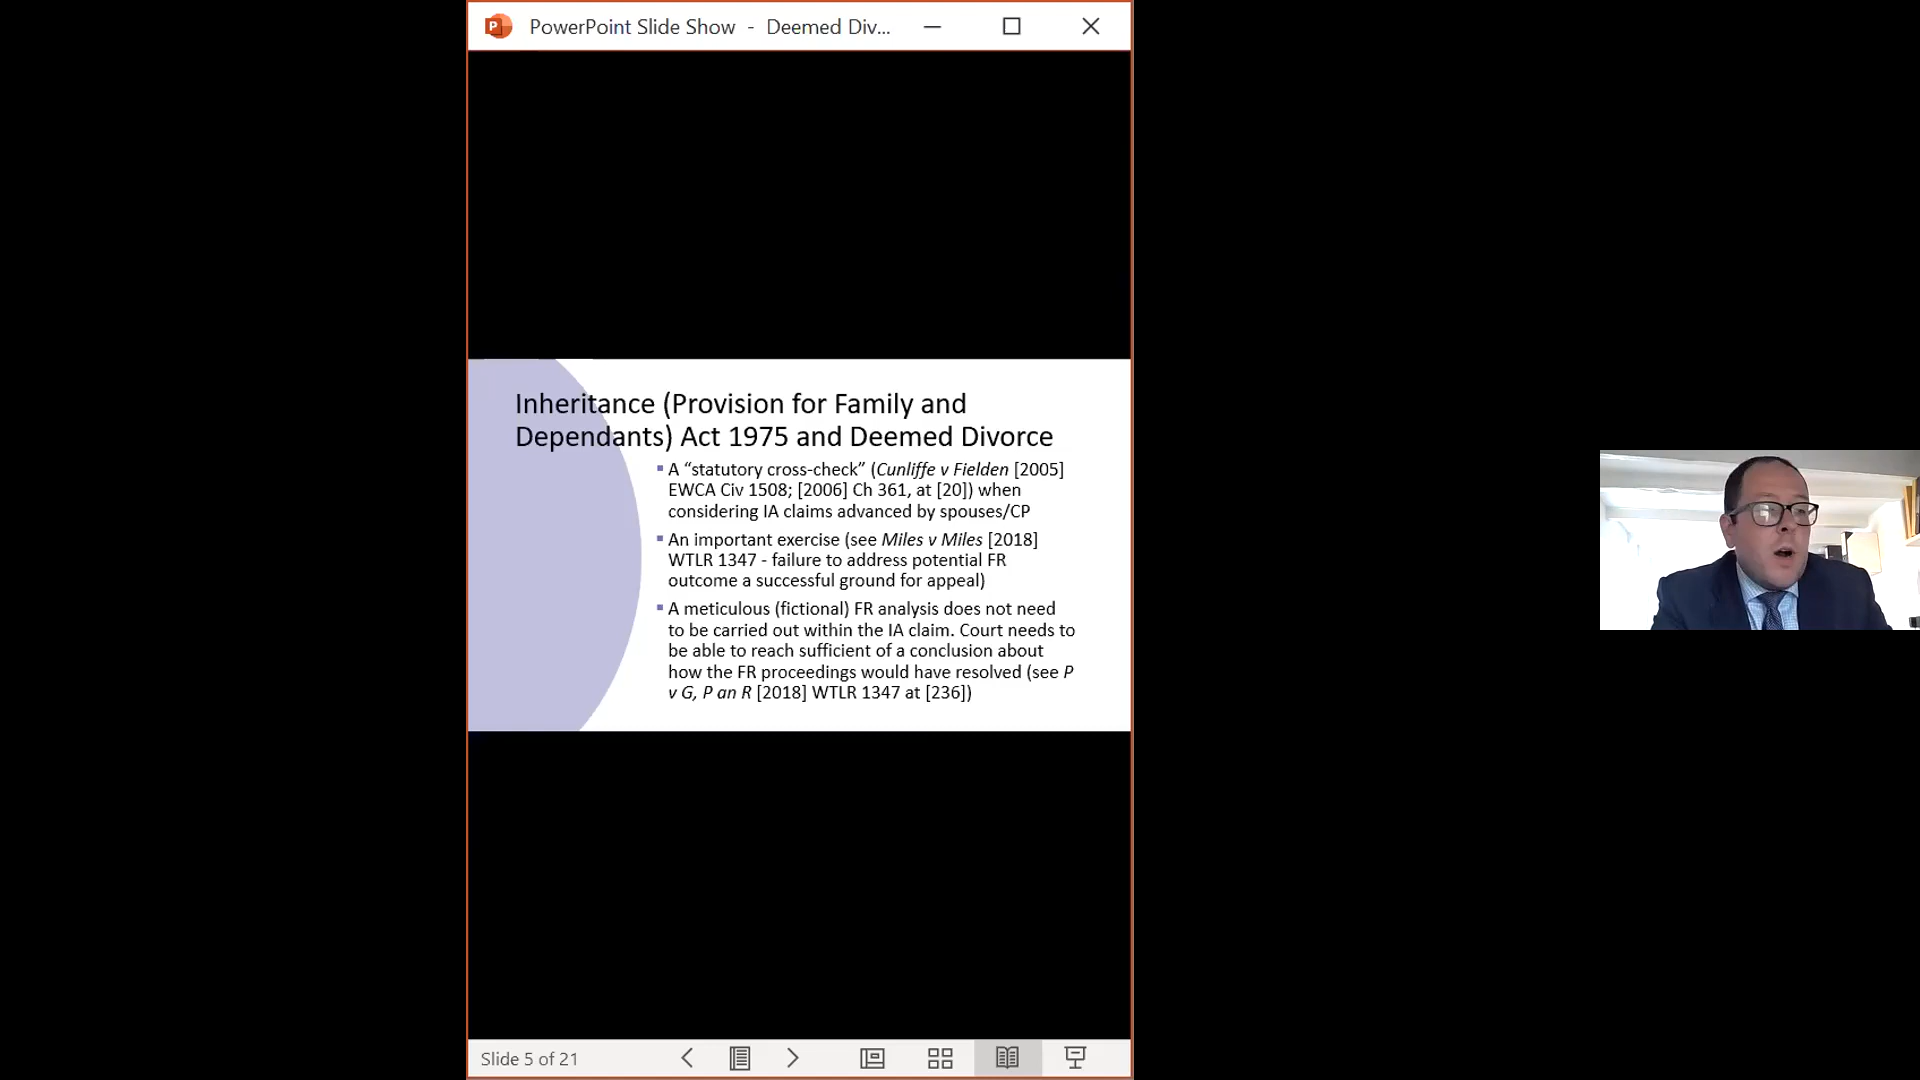 PowerPoint Slide Show - Deemed Div...
Inheritance (Provision for Family and
Dependants) Act 1975 and Deemed Divorce
▪ A “statutory cross-check” (Cunliffe v Fielden [2005]
EWCA Civ 1508; [2006] Ch 361, at [20]) when
considering IA claims advanced by spouses/CP
▪ An important exercise (see Miles v Miles [2018]
WTLR 1347 - failure to address potential FR
outcome a successful ground for appeal)
▪ A meticulous (fictional) FR analysis does not need
to be carried out within the IA claim. Court needs to
be able to reach sufficient of a conclusion about
how the FR proceedings would have resolved (see P
v G, P an R [2018] WTLR 1347 at [236])
Slide 5 of 21